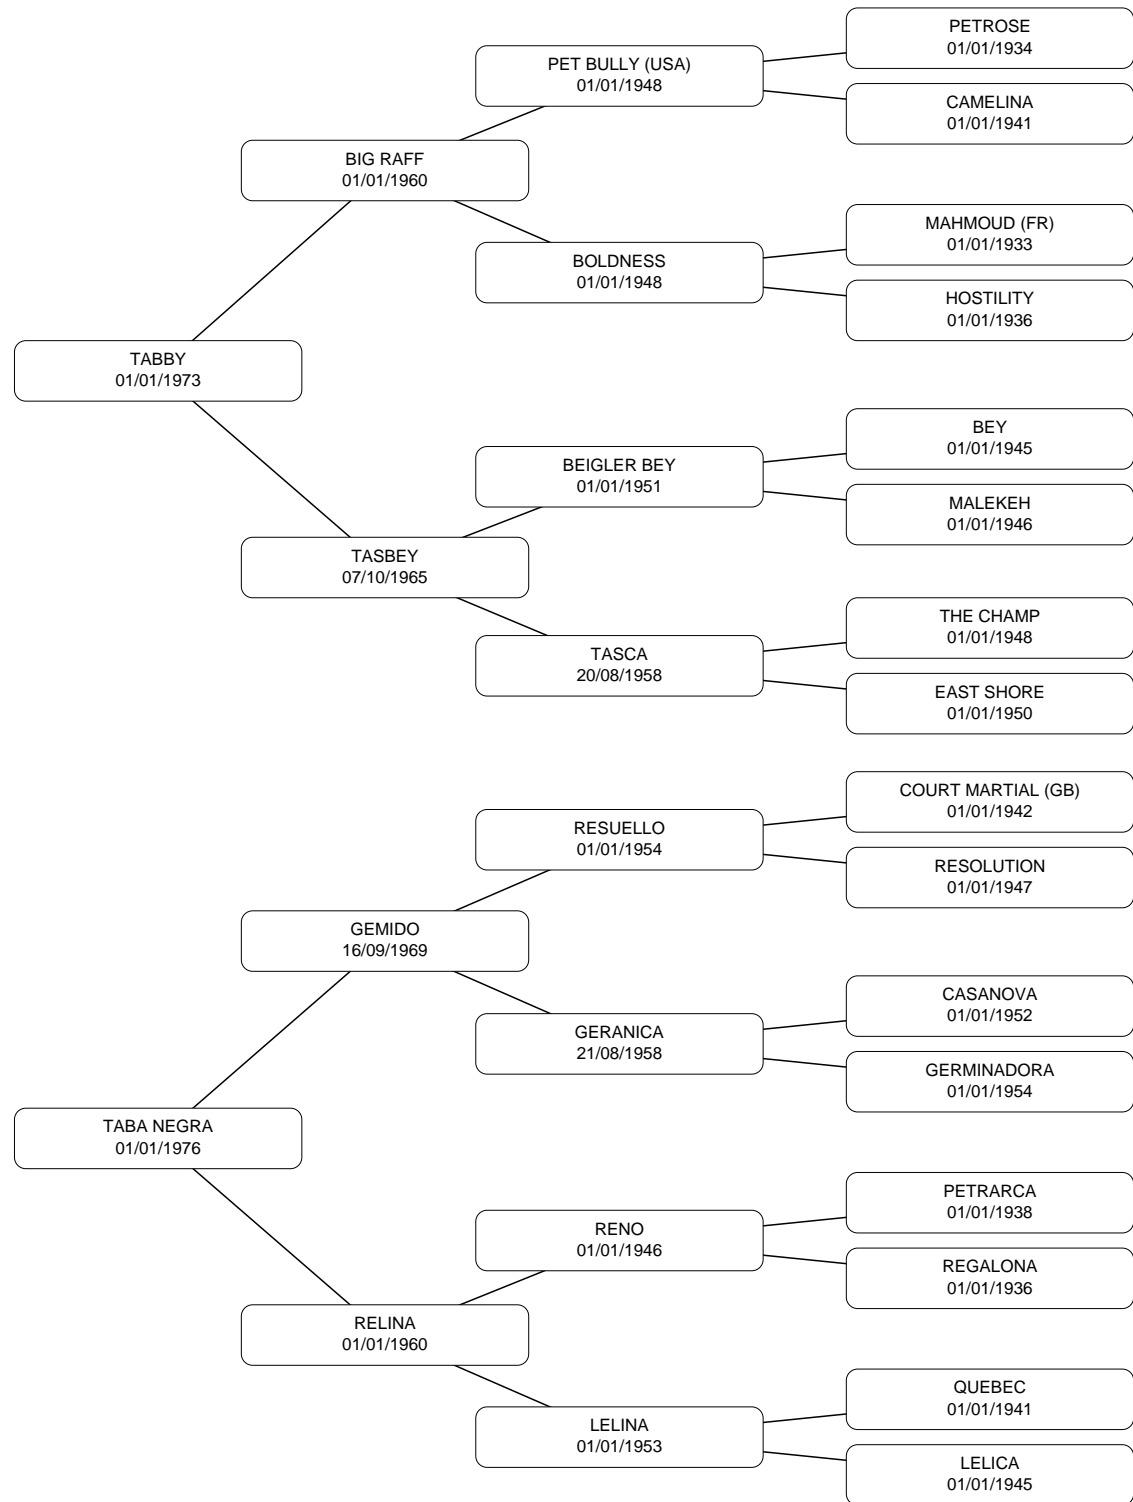 PETROSE
01/01/1934
PET BULLY (USA)
01/01/1948
CAMELINA
01/01/1941
BIG RAFF
01/01/1960
MAHMOUD (FR)
01/01/1933
BOLDNESS
01/01/1948
HOSTILITY
01/01/1936
TABBY
01/01/1973
BEY
01/01/1945
BEIGLER BEY
01/01/1951
MALEKEH
01/01/1946
TASBEY
07/10/1965
THE CHAMP
01/01/1948
TASCA
20/08/1958
EAST SHORE
01/01/1950
COURT MARTIAL (GB)
01/01/1942
RESUELLO
01/01/1954
RESOLUTION
01/01/1947
GEMIDO
16/09/1969
CASANOVA
01/01/1952
GERANICA
21/08/1958
GERMINADORA
01/01/1954
TABA NEGRA
01/01/1976
PETRARCA
01/01/1938
RENO
01/01/1946
REGALONA
01/01/1936
RELINA
01/01/1960
QUEBEC
01/01/1941
LELINA
01/01/1953
LELICA
01/01/1945